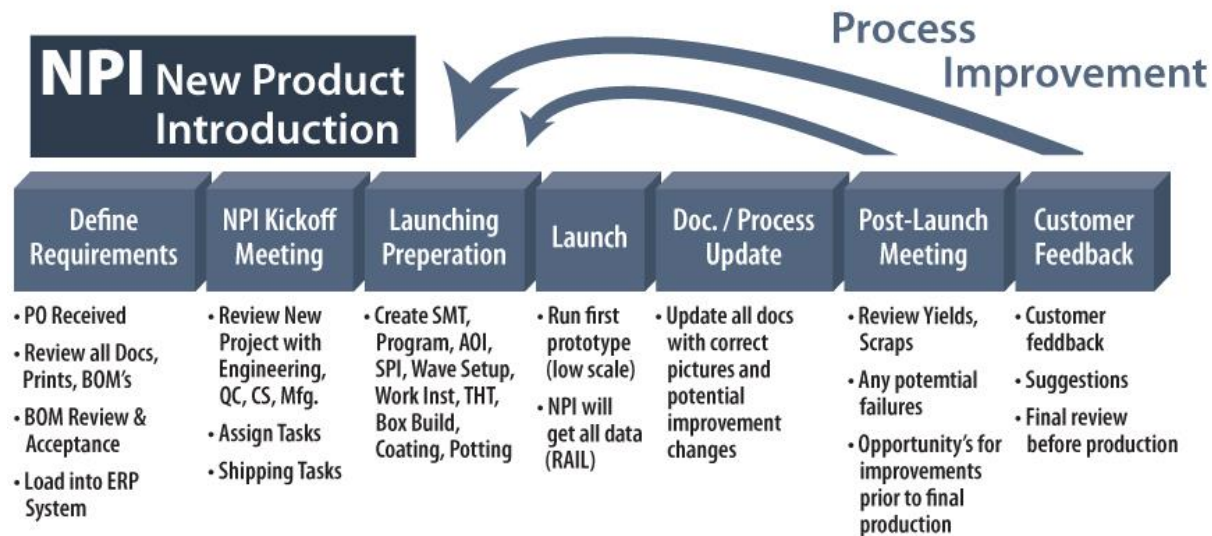 NPI New Product
Introduction
Process
Improvement
Define
Requirements
NPI Kickoff
Meeting
Launching
Preparation
Launch
Doc. / Process
Update
Post-Launch
Meeting
Customer
Feedback
• PO Received
• Review all Docs,
Prints, BOM's
• BOM Review &
Acceptance
• Load into ERP
System
• Review New
Project with
Engineering,
QC, CS, Mfg.
• Assign Tasks
• Shipping Tasks
• Create SMT,
Program, AOI,
SPI, Wave Setup,
Work Inst, THT,
Box Build,
Coating, Potting
• Run first
prototype
(low scale)
• NPI will
get all data
(RAIL)
• Update all docs
with correct
pictures and
potential
improvement
changes
• Review Yields,
Scraps
• Any potemtial
failures
• Opportunity's for
improvements
prior to final
production
• Customer
feddback
• Suggestions
• Final review
before production